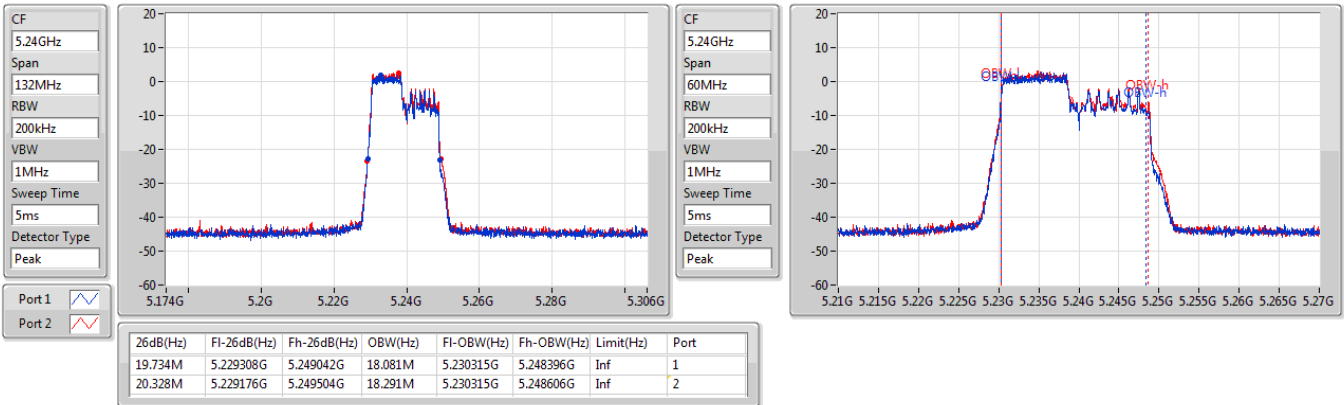 CF
5.24GHz
Span
132MHz
RBW
200kHz
VBW
1MHz
Sweep Time
5ms
Detector Type
Peak
Port 1
Port 2
20
10
0
-10
-20
-30
-40
-50
-60
5.174G 5.2G 5.22G 5.24G 5.26G 5.28G 5.306G
CF
5.24GHz
Span
60MHz
RBW
200kHz
VBW
1MHz
Sweep Time
5ms
Detector Type
Peak
20
10
0
-10
-20
-30
-40
-50
-60
OBW-h
OBW-h
5.21G 5.215G 5.22G 5.225G 5.23G 5.235G 5.24G 5.245G 5.25G 5.255G 5.26G 5.265G 5.27G
26dB(Hz) Fl-26dB(Hz) Fh-26dB(Hz) OBW(Hz) Fl-OBW(Hz) Fh-OBW(Hz) Limit(Hz) Port
19.734M 5.229308G 5.249042G 18.081M 5.230315G 5.248396G Inf 1
20.328M 5.229176G 5.249504G 18.291M 5.230315G 5.248606G Inf 2